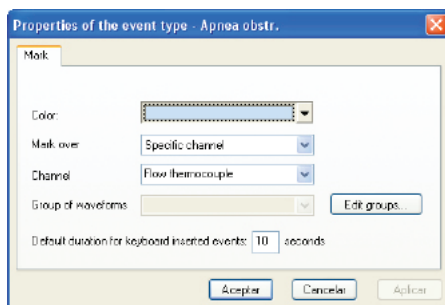 Properties of the event type - Apnea obstr.
Mark
Color:
Mark over Specific channel
Channel Flow thermocouple
Group of waveforms Edit groups...
Default duration for keyboard inserted events: 10 seconds
Aceptar Cancelar Aplicar